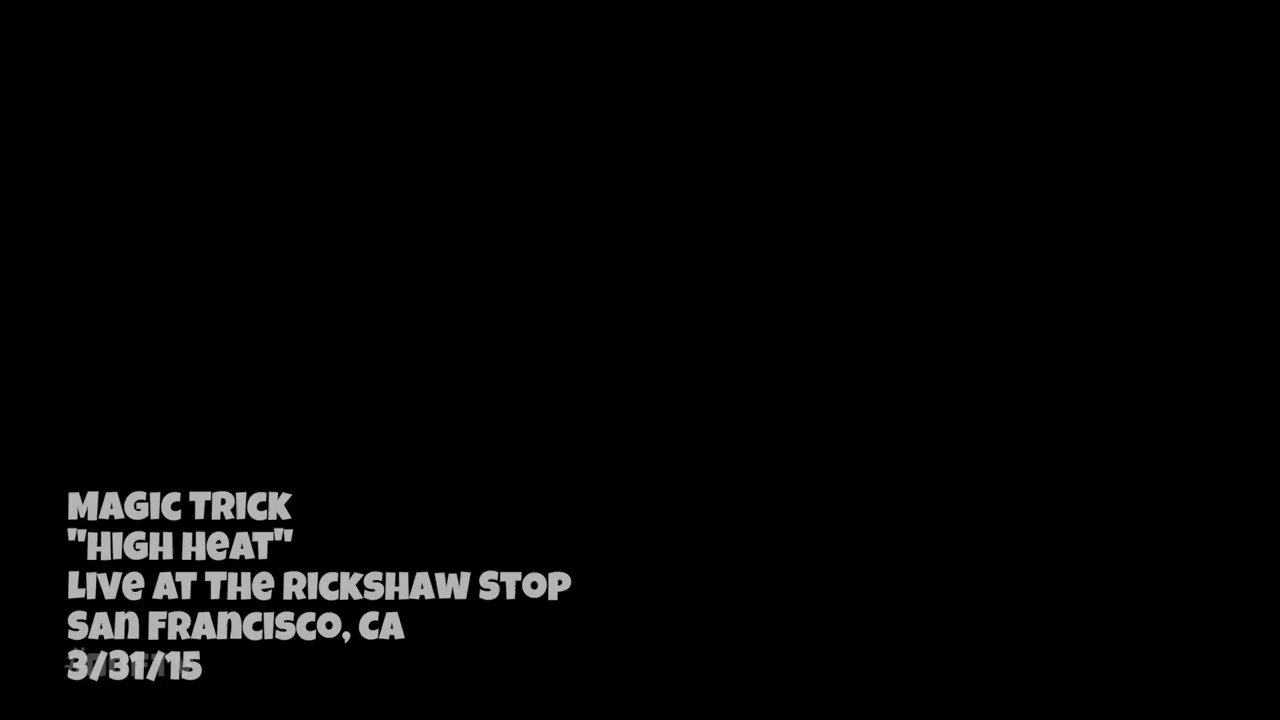 MAGIC TRICK
"HIGH HEAT"
LIVE AT THE RICKSHAW STOP
SAN FRANCISCO, CA
3/31/15